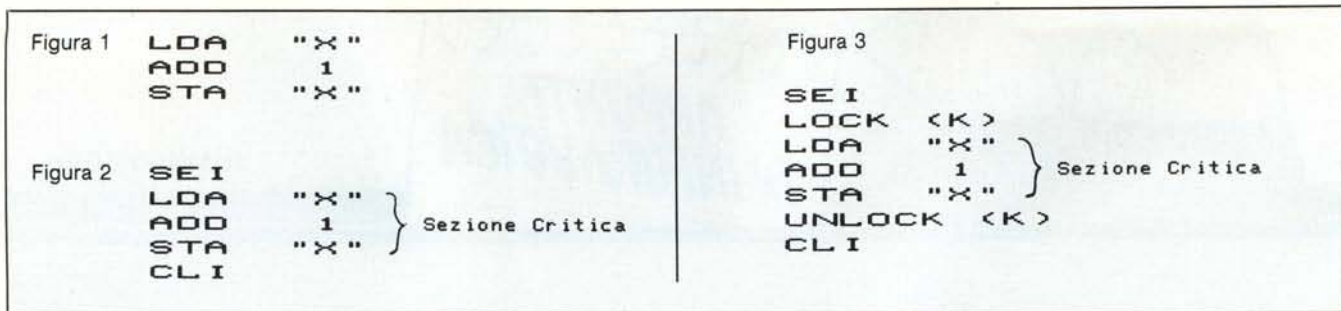 Figura 1 LDA "X"
ADD 1
STA "X"
Figura 2 SEI
LDA "X"
ADD 1 Sezione Critica
STA "X"
CLI
Figura 3
SEI
LOCK <K>
LDA "X"
ADD 1 Sezione Critica
STA "X"
UNLOCK <K>
CLI